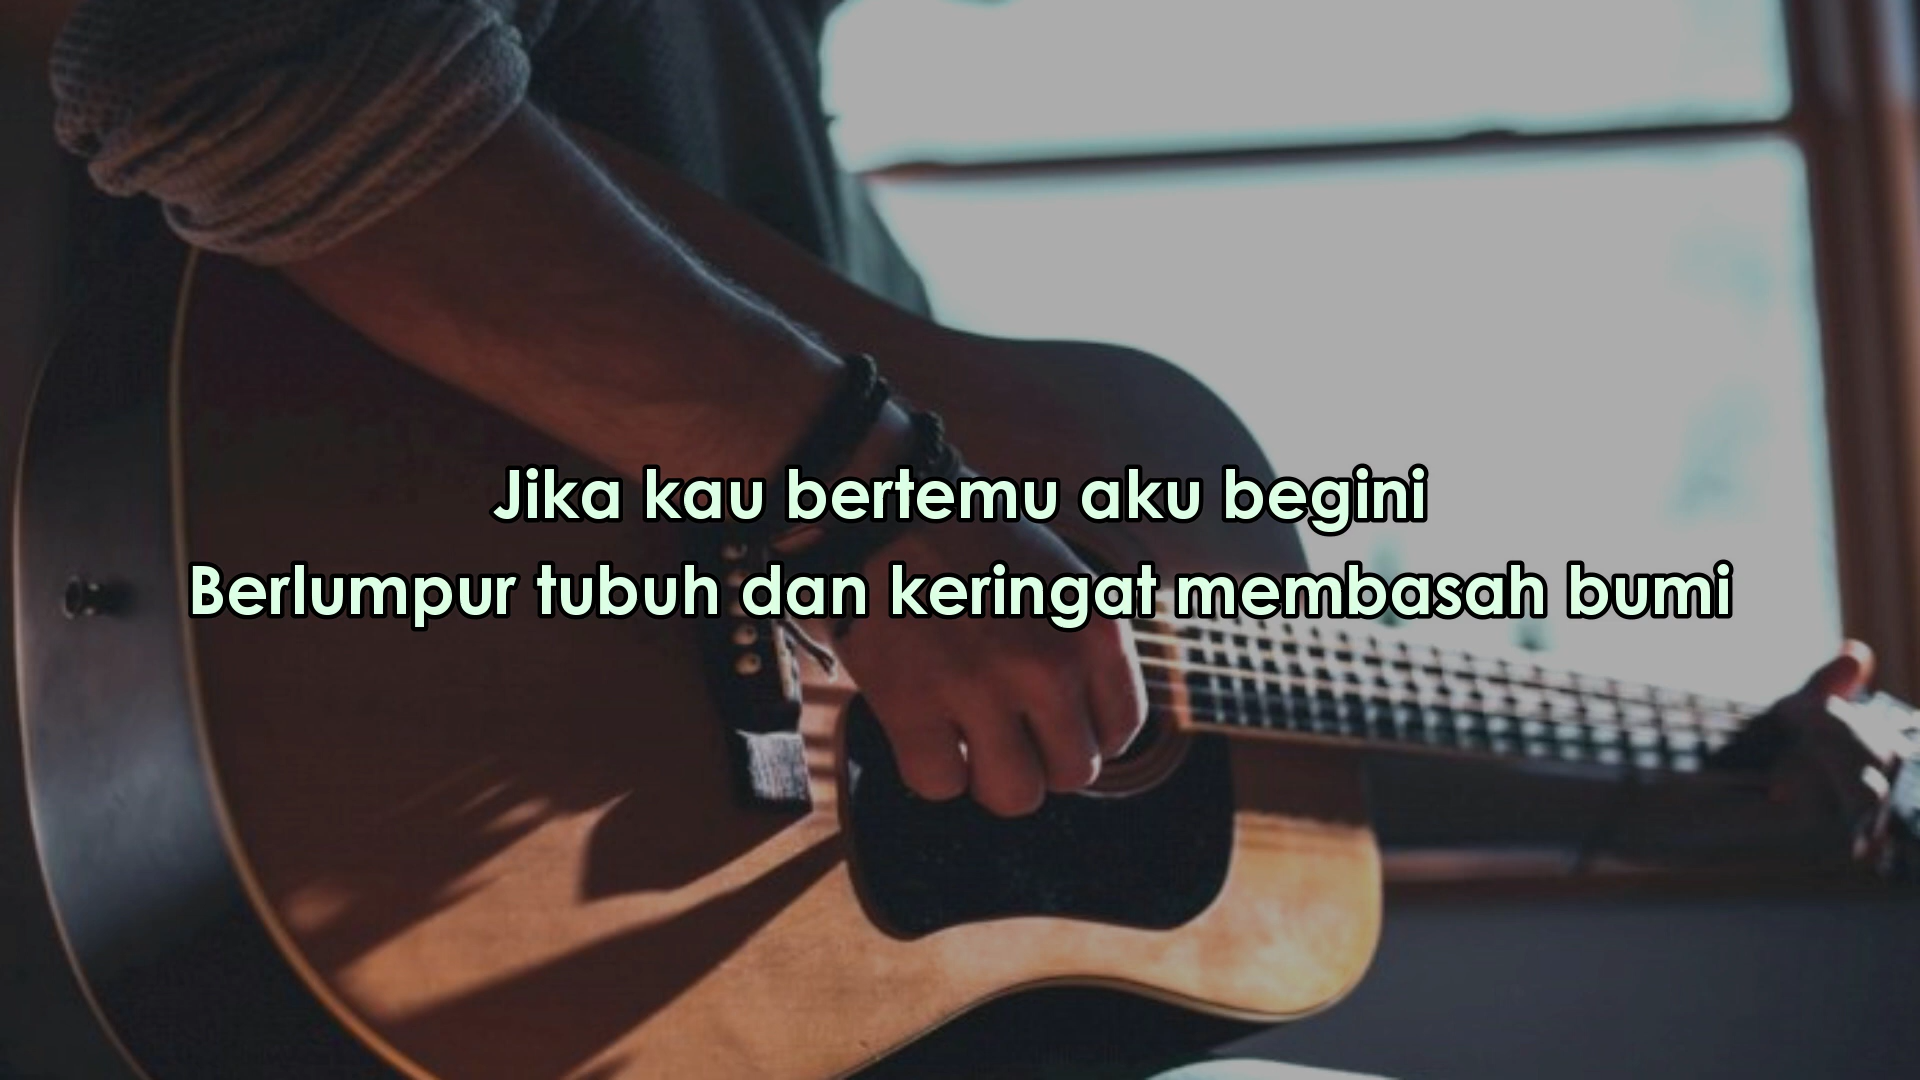 Jika kau bertemu aku begini
Berlumpur tubuh dan keringat membasah bumi